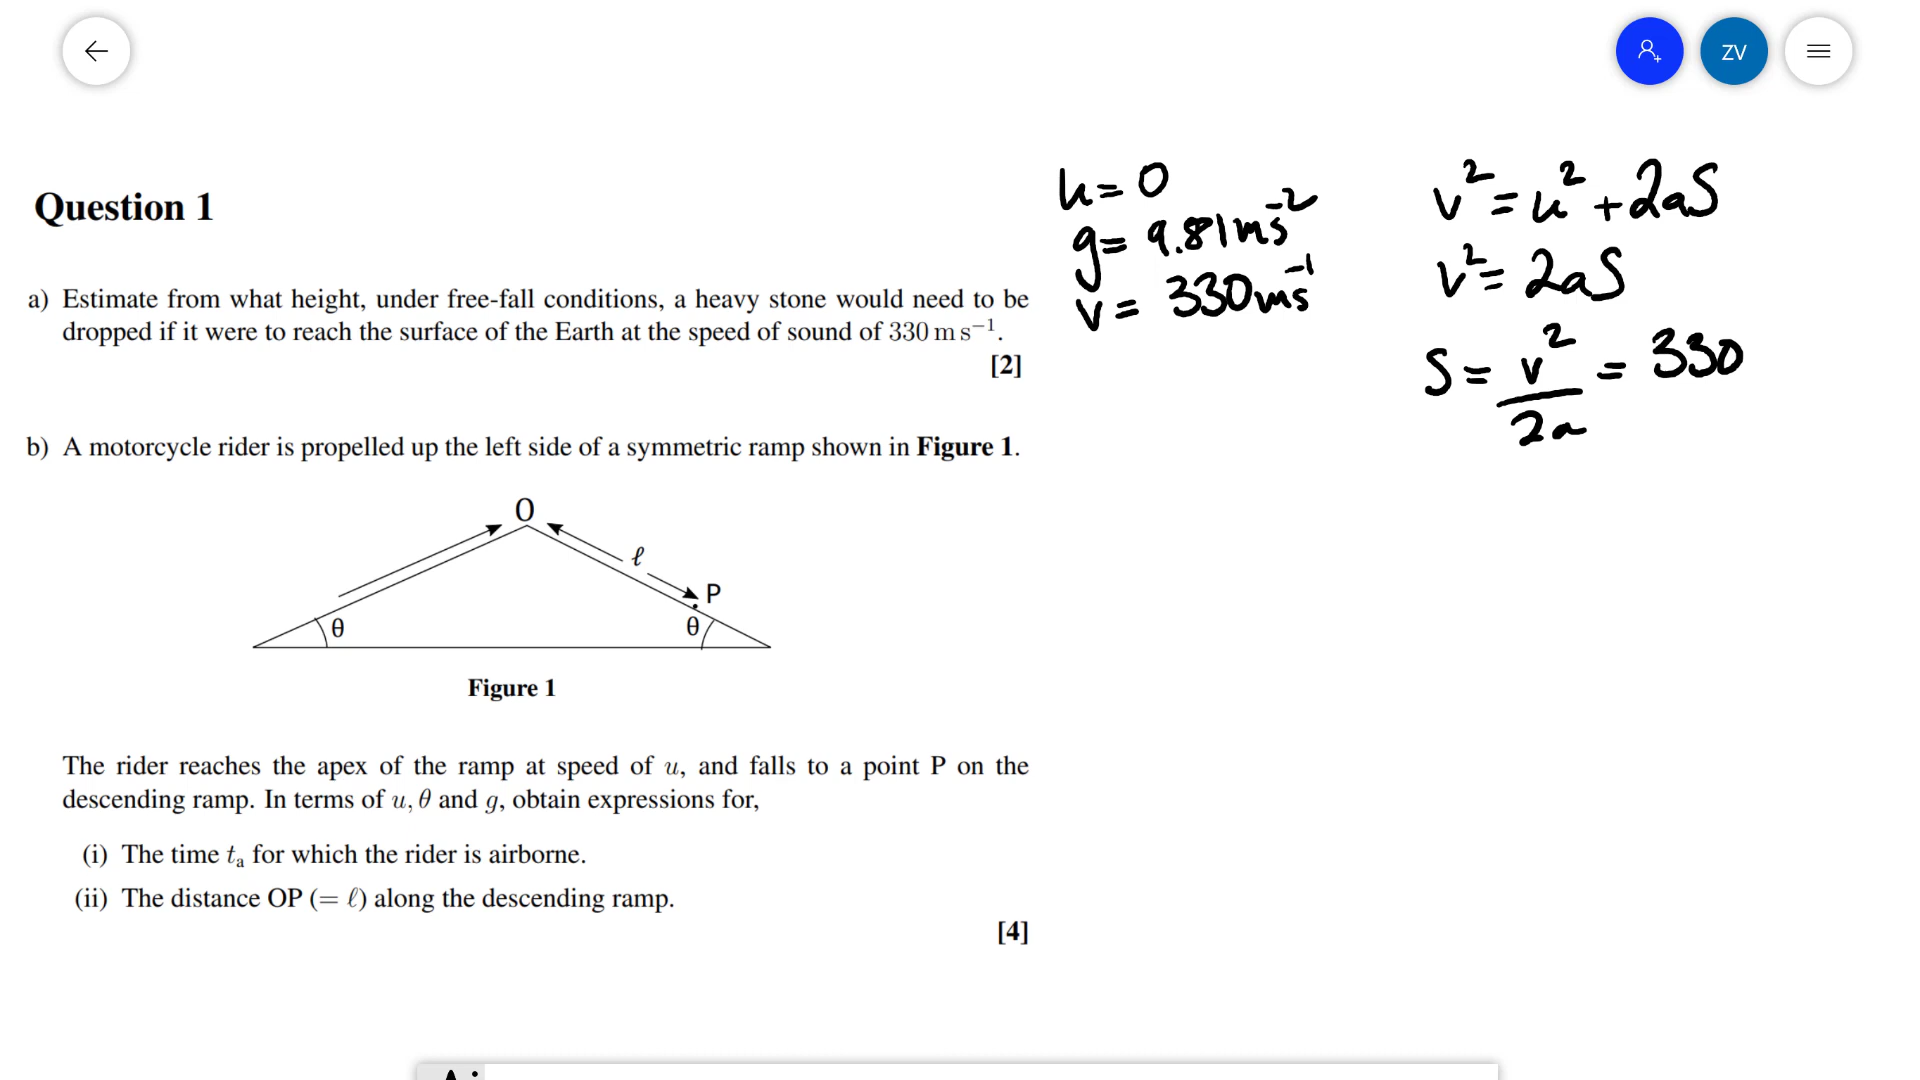 ZV
Question 1
a) Estimate from what height, under free-fall conditions, a heavy stone would need to be
dropped if it were to reach the surface of the Earth at the speed of sound of 330 m s⁻¹.
[2]
b) A motorcycle rider is propelled up the left side of a symmetric ramp shown in Figure 1.
O
ℓ
P
θ
θ
Figure 1
The rider reaches the apex of the ramp at speed of u, and falls to a point P on the
descending ramp. In terms of u, θ and g, obtain expressions for,
(i) The time tₐ for which the rider is airborne.
(ii) The distance OP (= ℓ) along the descending ramp.
[4]
u = 0
g = 9.81ms⁻²
v = 330ms⁻¹
v² = u² + 2aS
v² = 2aS
S = v²/2a = 330